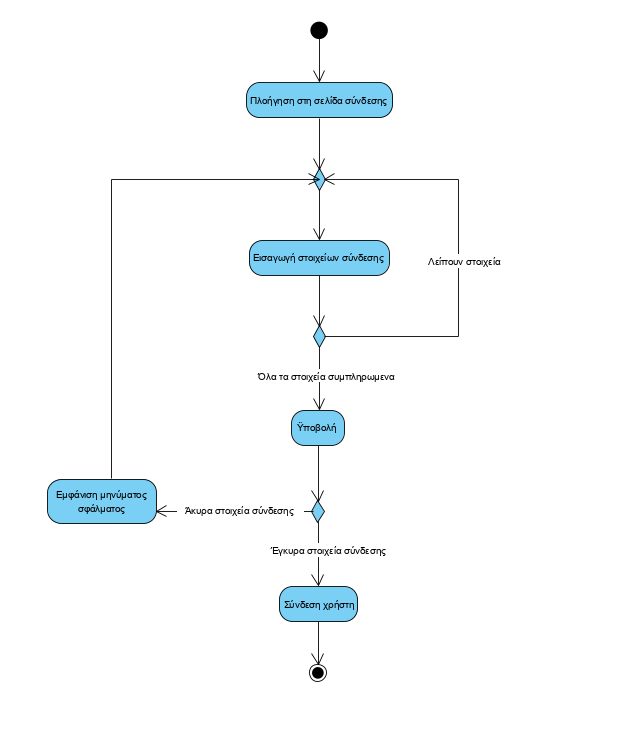 Πλοήγηση στη σελίδα σύνδεσης
Εισαγωγή στοιχείων σύνδεσης
Λείπουν στοιχεία
Όλα τα στοιχεία συμπληρωμενα
Ϋποβολή
Εμφάνιση μηνύματος
σφάλματος
Άκυρα στοιχεία σύνδεσης
Έγκυρα στοιχεία σύνδεσης
Σύνδεση χρήστη